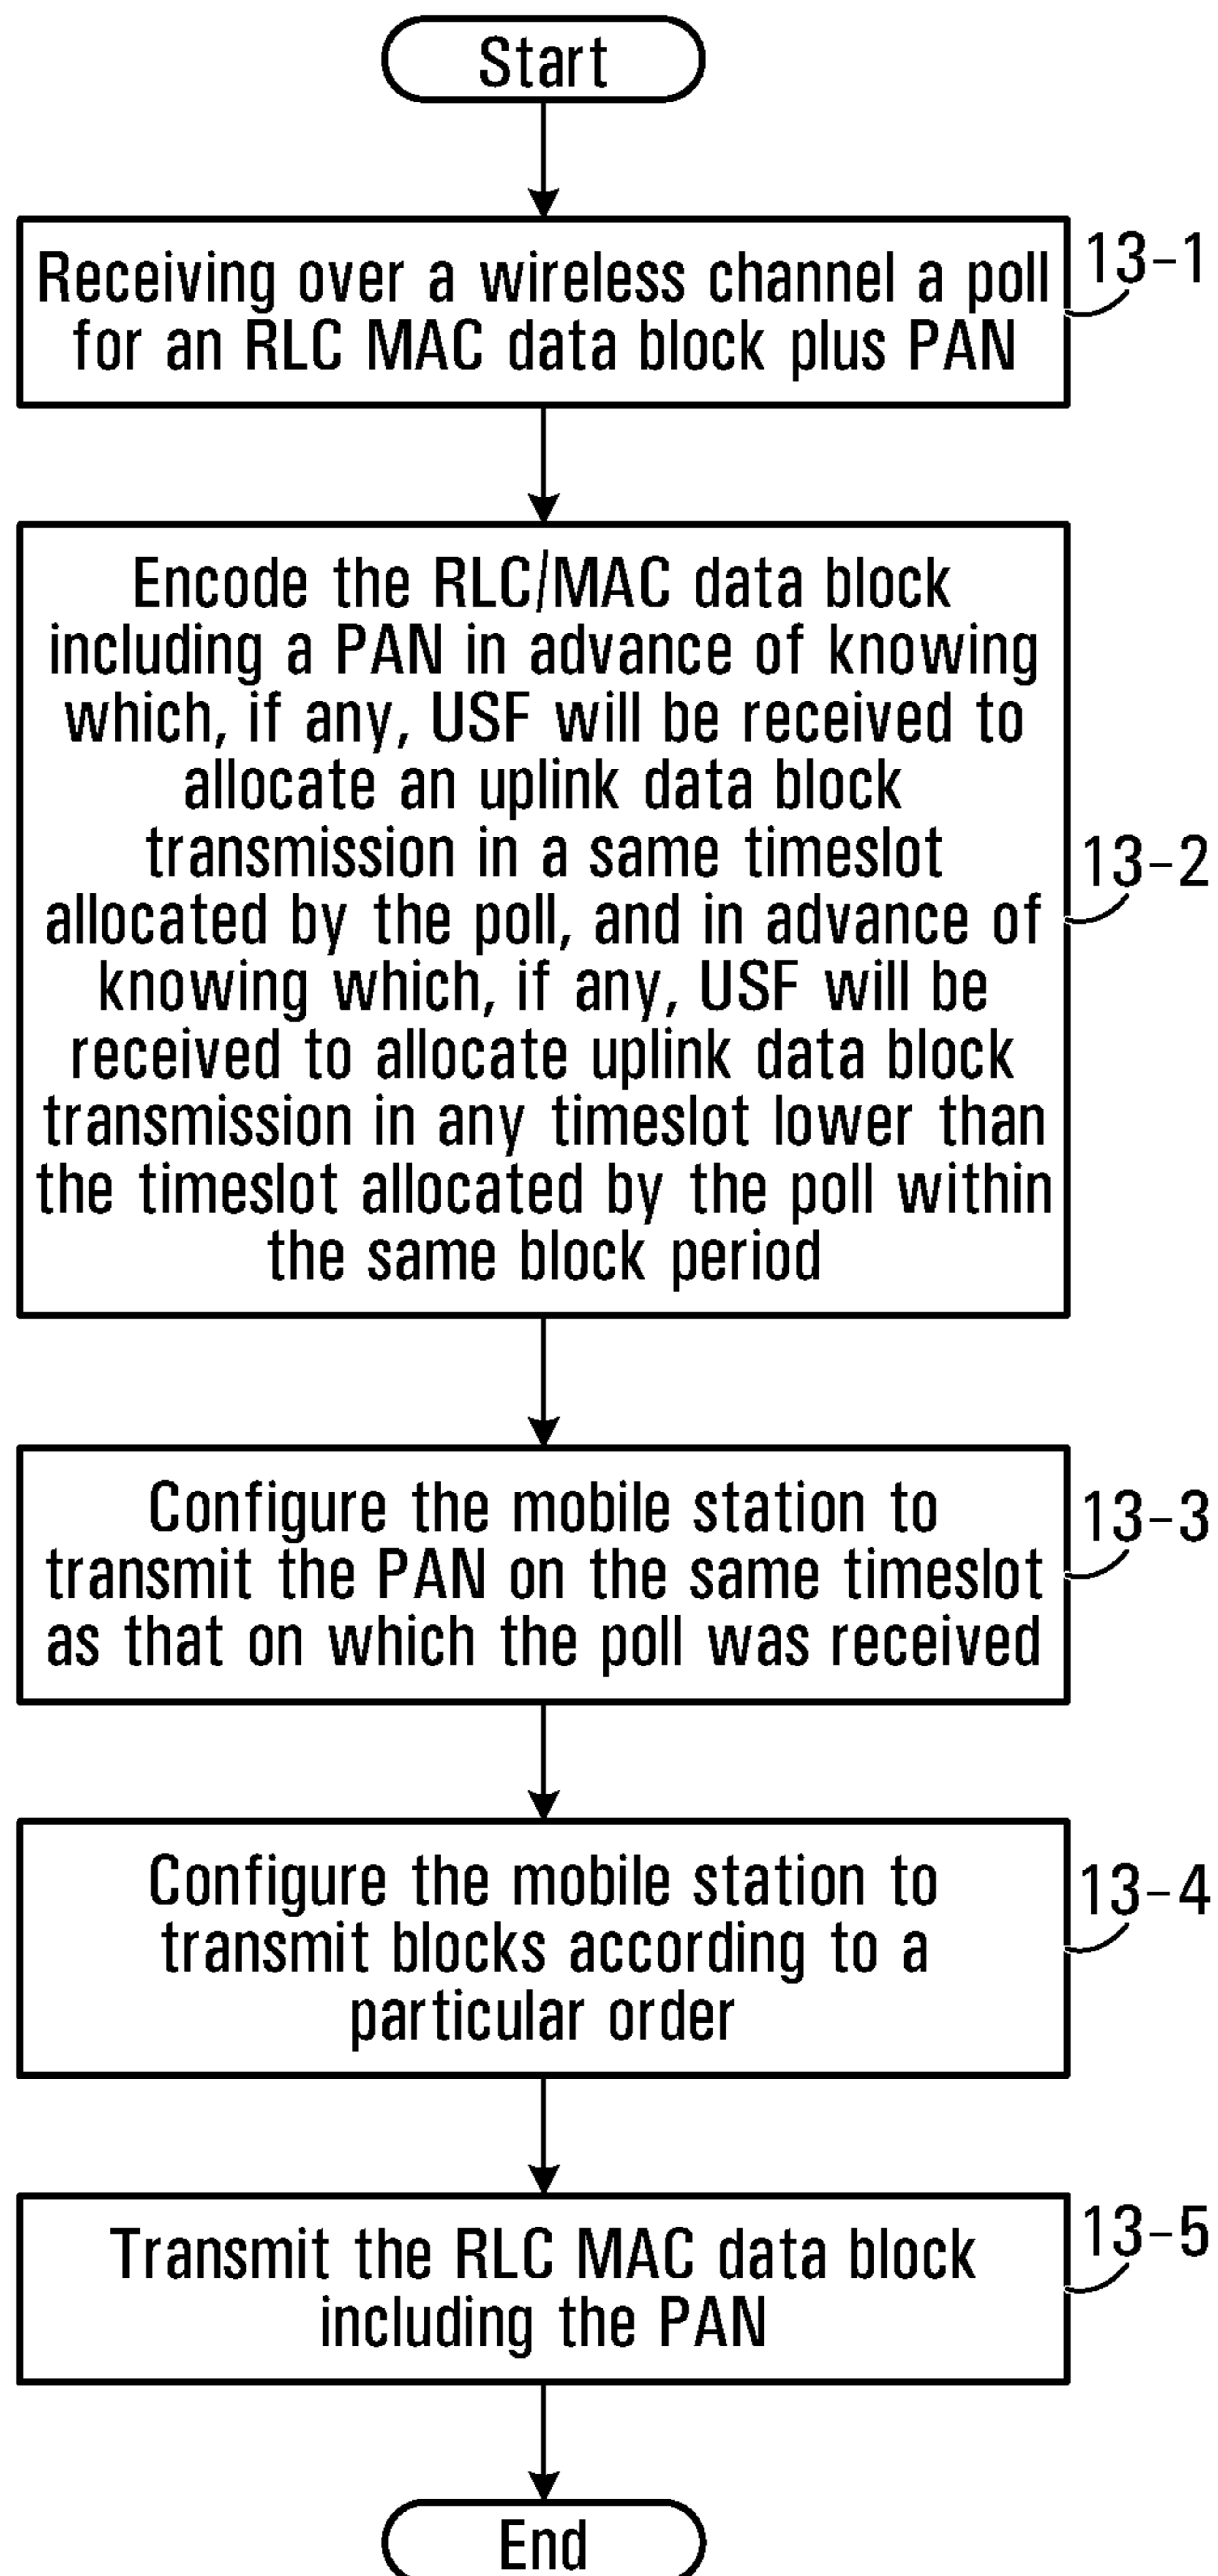 Start
Receiving over a wireless channel a poll
for an RLC MAC data block plus PAN
13-1
Encode the RLC/MAC data block
including a PAN in advance of knowing
which, if any, USF will be received to
allocate an uplink data block
transmission in a same timeslot
allocated by the poll, and in advance of
knowing which, if any, USF will be
received to allocate uplink data block
transmission in any timeslot lower than
the timeslot allocated by the poll within
the same block period
13-2
Configure the mobile station to
transmit the PAN on the same timeslot
as that on which the poll was received
13-3
Configure the mobile station to
transmit blocks according to a
particular order
13-4
Transmit the RLC MAC data block
including the PAN
13-5
End